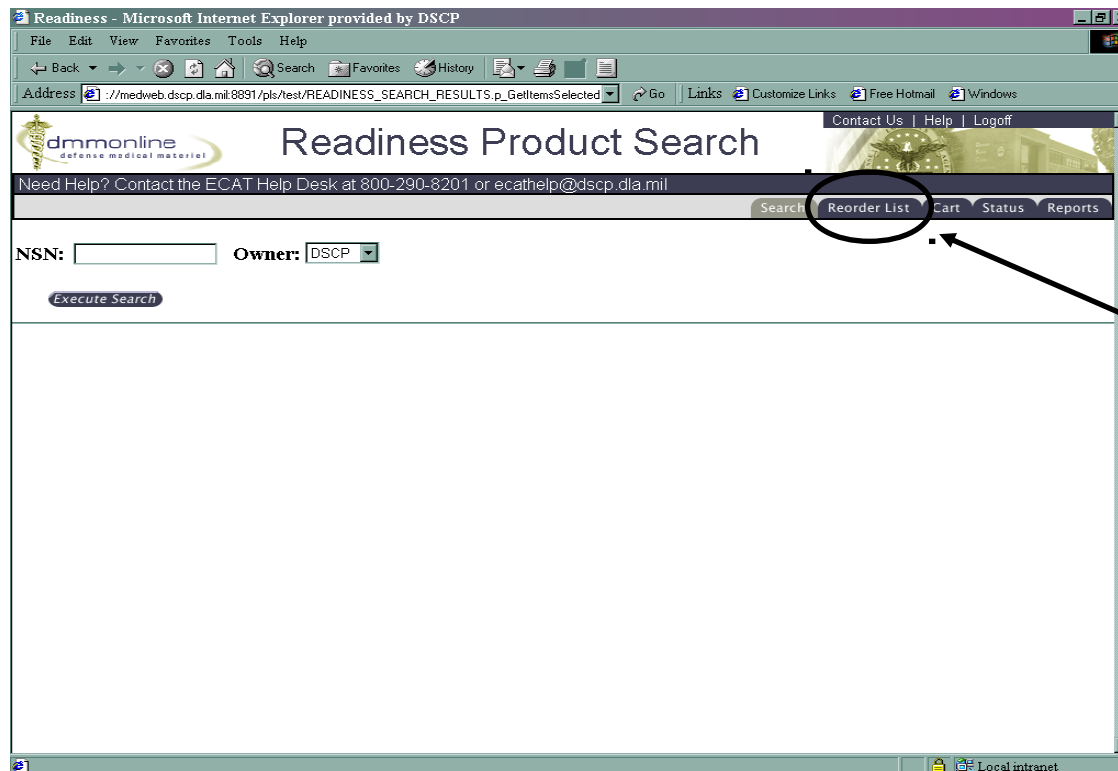 Readiness - Microsoft Internet Explorer provided by DSCP
File Edit View Favorites Tools Help
Back Search Favorites History
Address ://medweb.dscp.dla.mil:8891/pls/test/READINESS_SEARCH_RESULTS.p_GetItemsSelected Go Links Customize Links Free Hotmail Windows
Contact Us | Help | Logoff
dmmonline
defense medical materiel
Readiness Product Search
Need Help? Contact the ECAT Help Desk at 800-290-8201 or ecathelp@dscp.dla.mil
Search Reorder List Cart Status Reports
NSN: Owner: DSCP
Execute Search
Local intranet